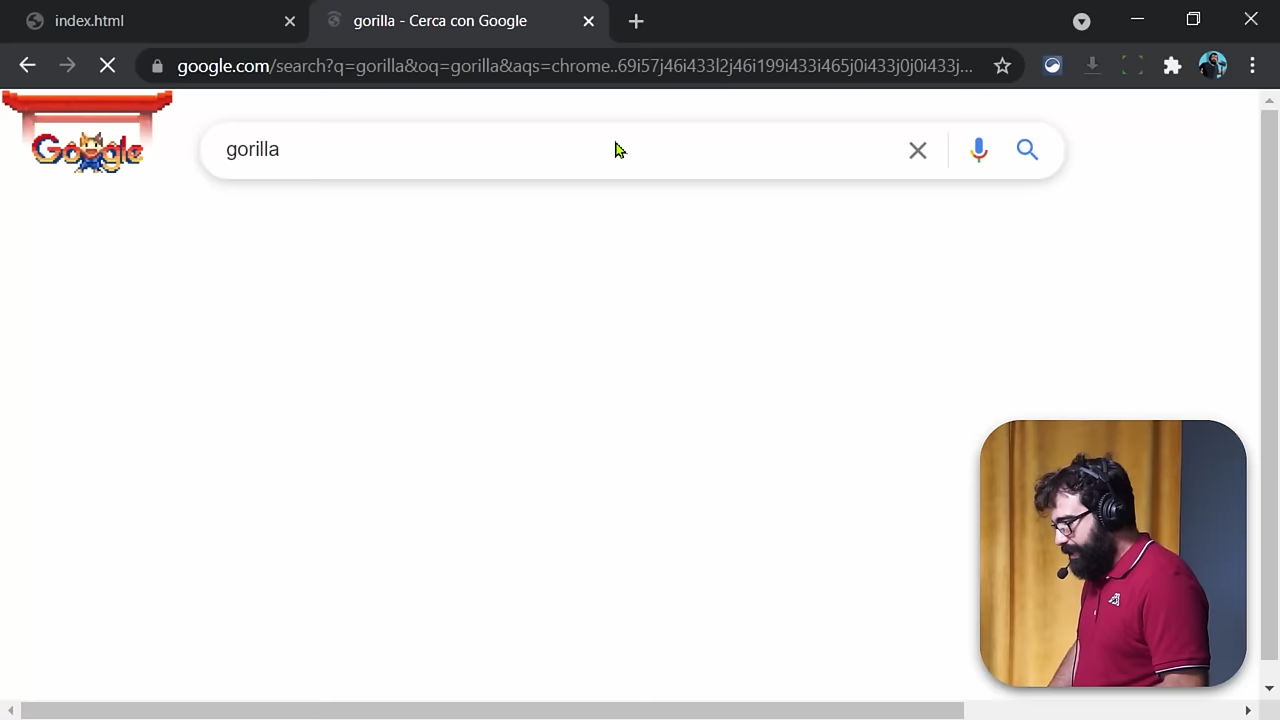 index.html
gorilla - Cerca con Google
google.com/search?q=gorilla&oq=gorilla&aqs=chrome..69i57j46i433l2j46i199i433i465j0i433j0j0i433j...
Google
gorilla